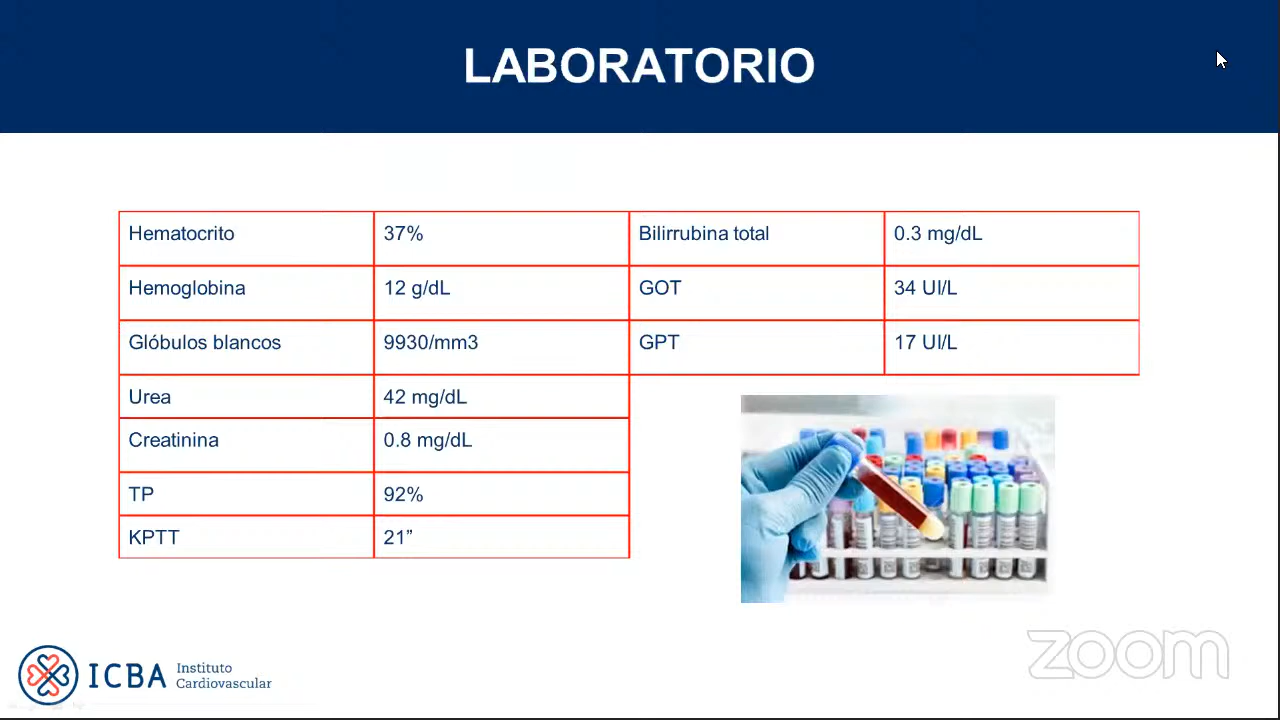 LABORATORIO
Hematocrito 37% Bilirrubina total 0.3 mg/dL
Hemoglobina 12 g/dL GOT 34 UI/L
Glóbulos blancos 9930/mm3 GPT 17 UI/L
Urea 42 mg/dL
Creatinina 0.8 mg/dL
TP 92%
KPTT 21”
ICBA Instituto
Cardiovascular
zoom